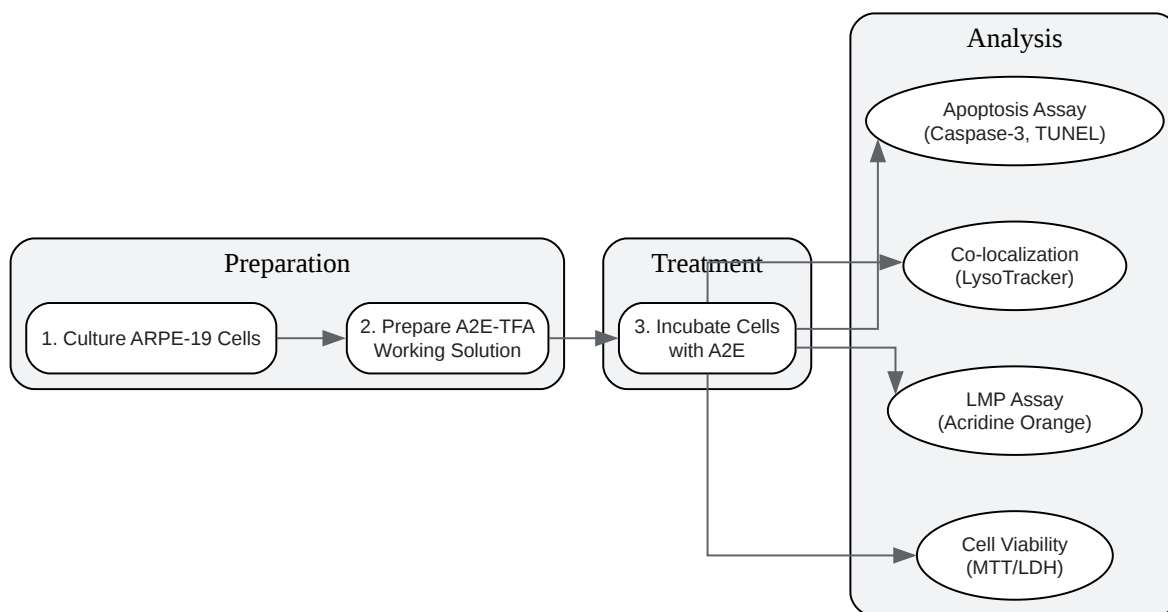 Preparation
1. Culture ARPE-19 Cells
2. Prepare A2E-TFA
Working Solution
Treatment
3. Incubate Cells
with A2E
Analysis
Apoptosis Assay
(Caspase-3, TUNEL)
Co-localization
(LysoTracker)
LMP Assay
(Acridine Orange)
Cell Viability
(MTT/LDH)